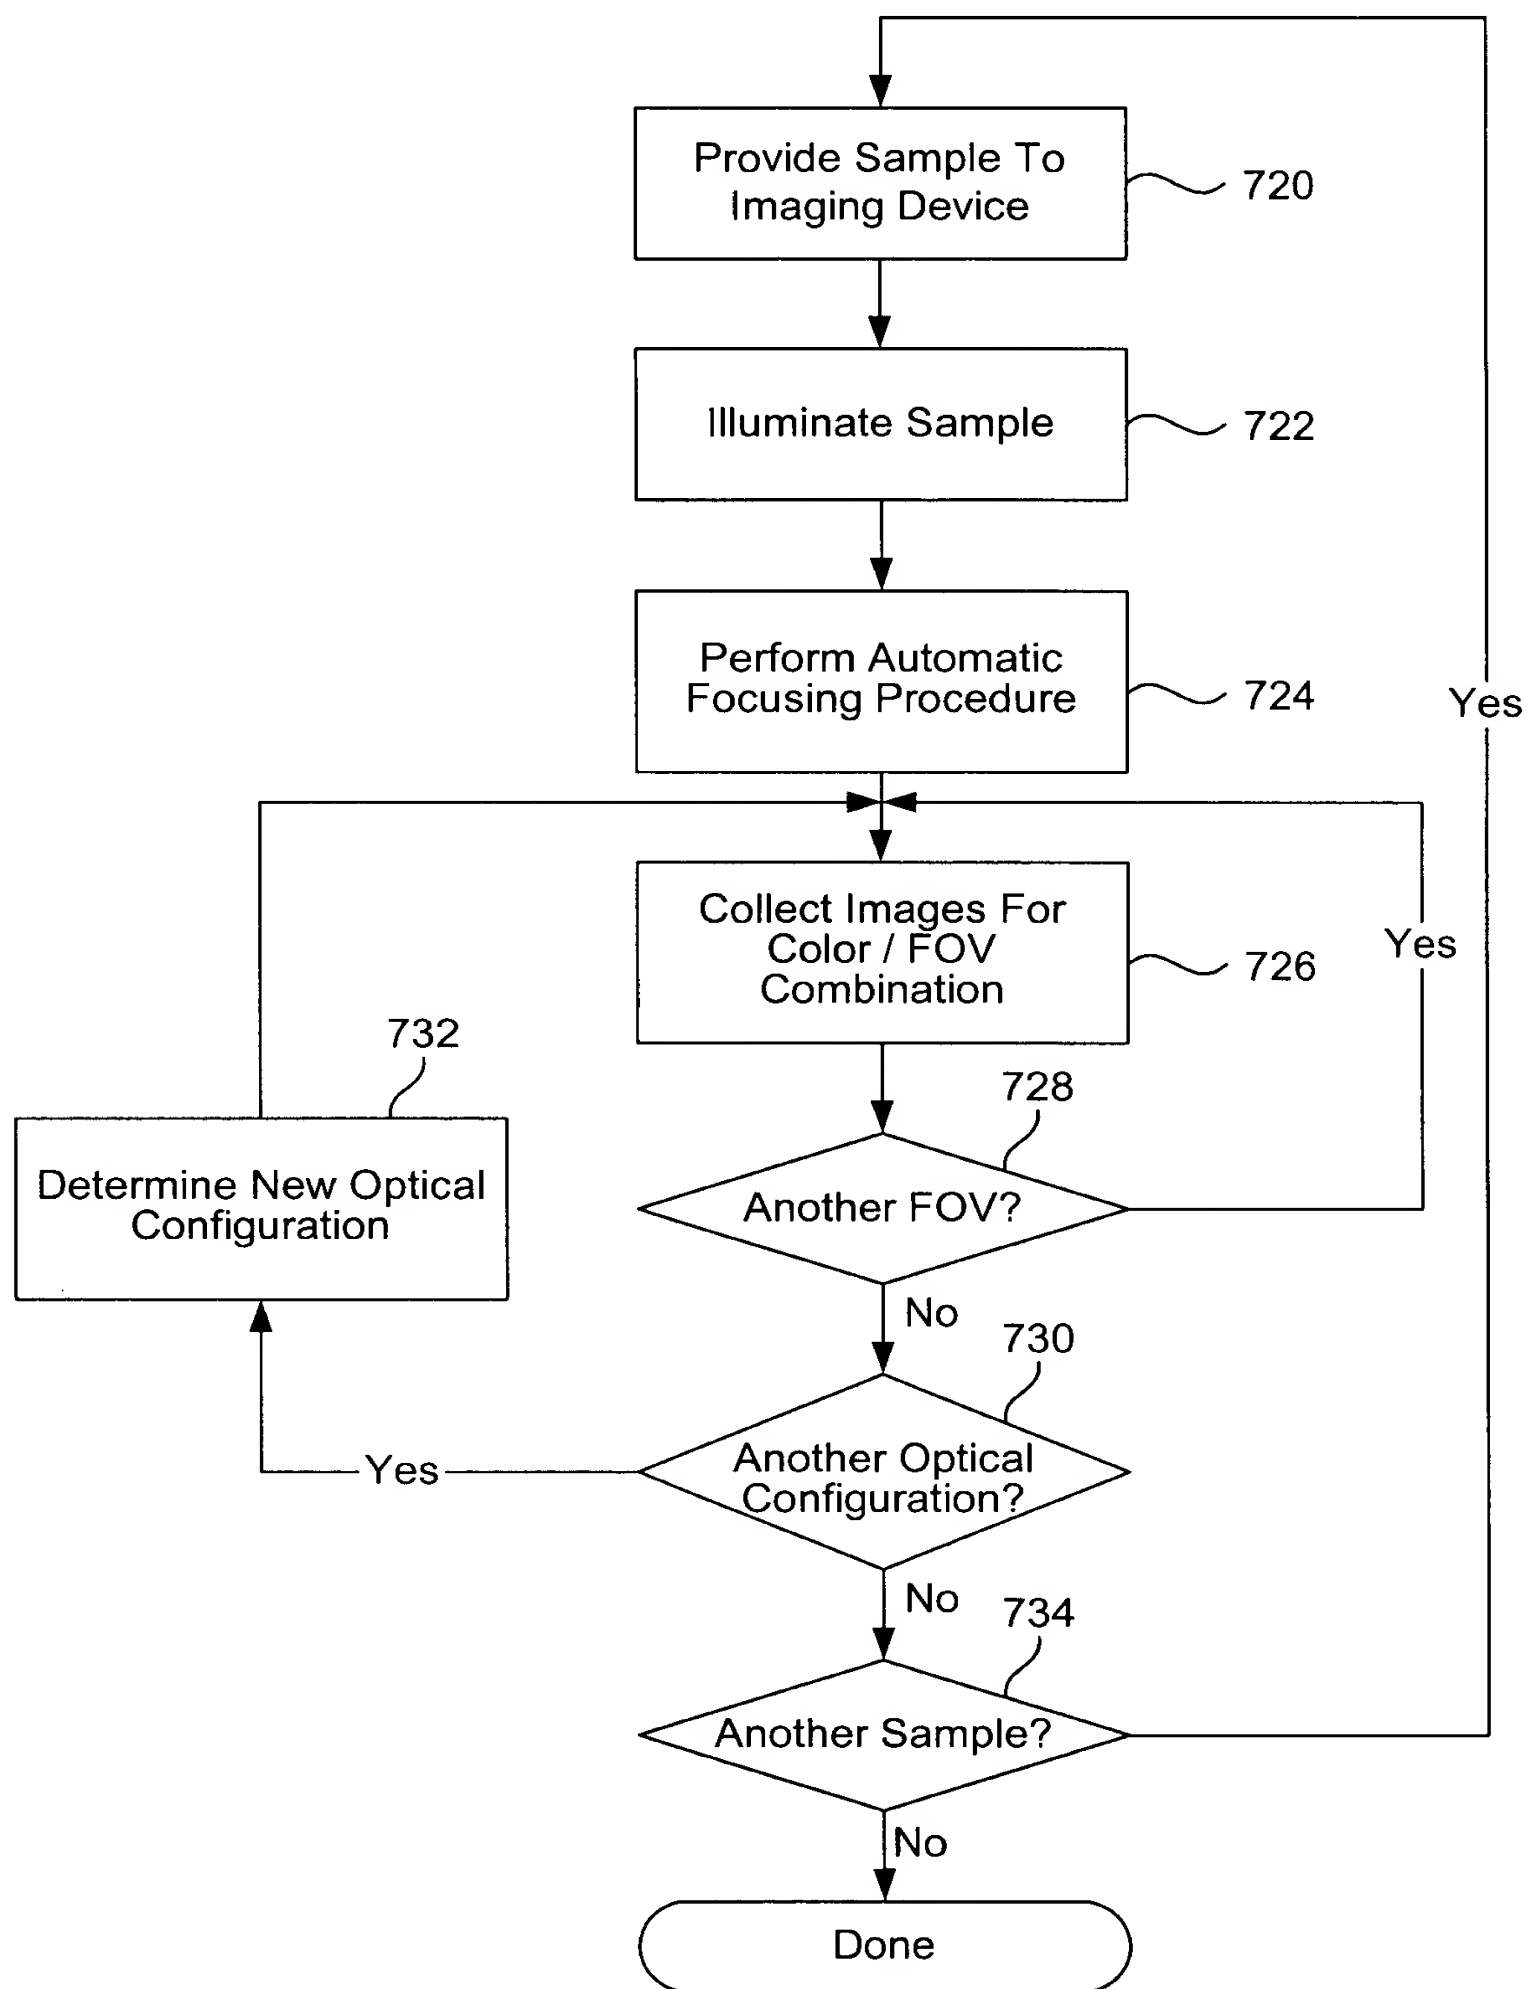 Provide Sample To
Imaging Device
720
Illuminate Sample
722
Perform Automatic
Focusing Procedure
724
Yes
Collect Images For
Color / FOV
Combination
726
Yes
732
Determine New Optical
Configuration
728
Another FOV?
No
730
Another Optical
Configuration?
Yes
No
734
Another Sample?
No
Done